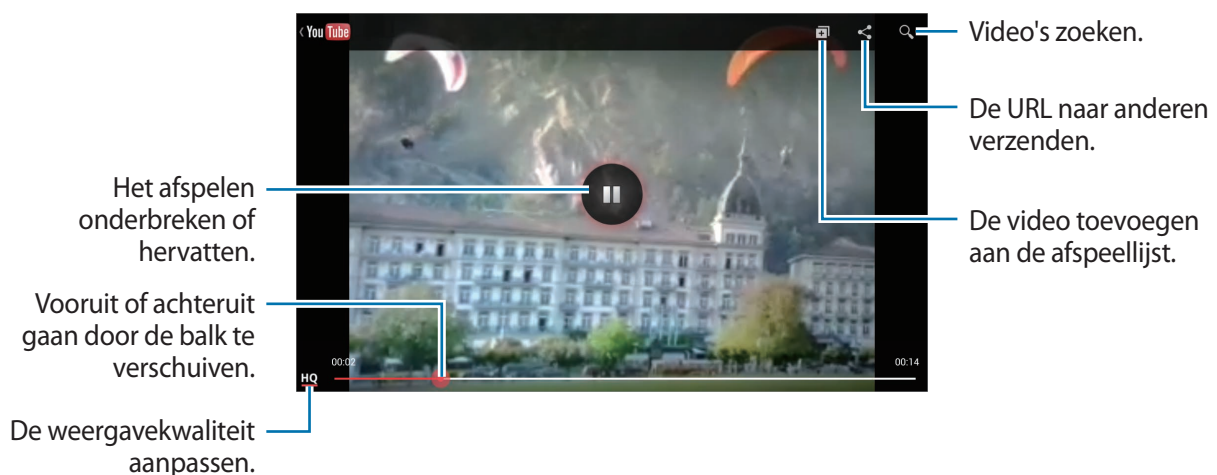 You Tube
Video's zoeken.
De URL naar anderen
verzenden.
De video toevoegen
aan de afspeellijst.
Het afspelen
onderbreken of
hervatten.
Vooruit of achteruit
gaan door de balk te
verschuiven.
00:02
00:14
HQ
De weergavekwaliteit
aanpassen.